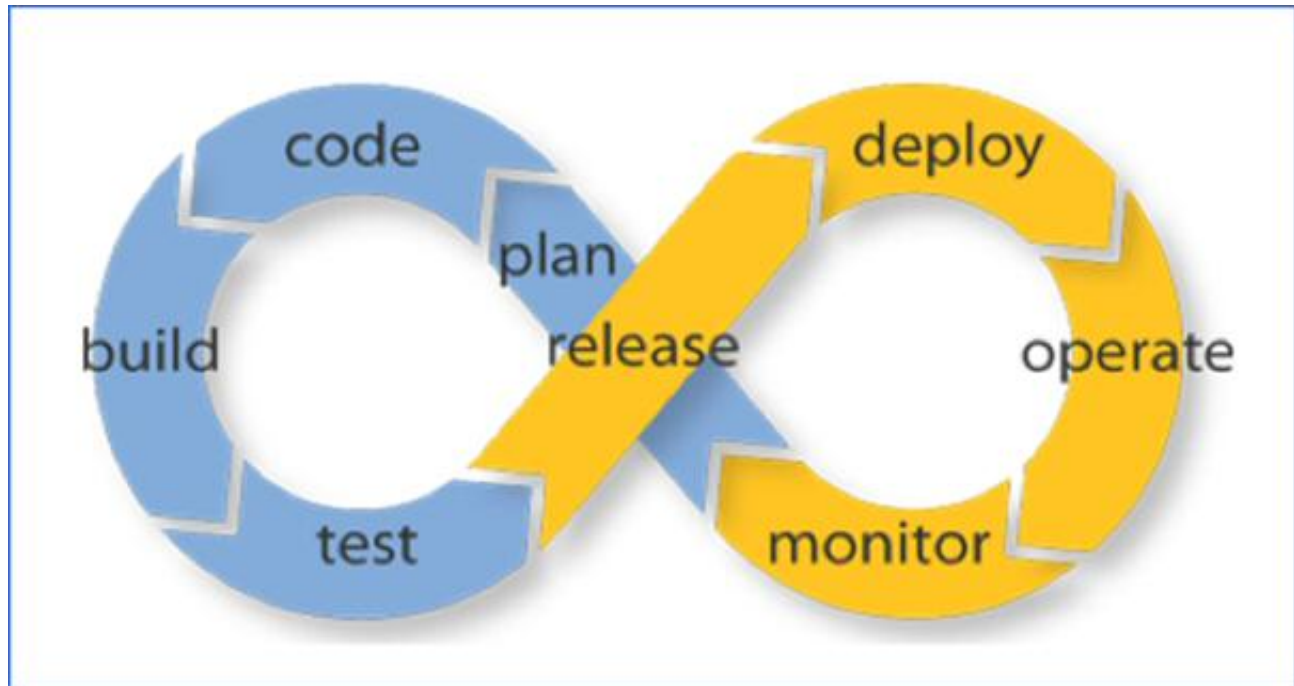 code
deploy
plan
build
release
operate
test
monitor